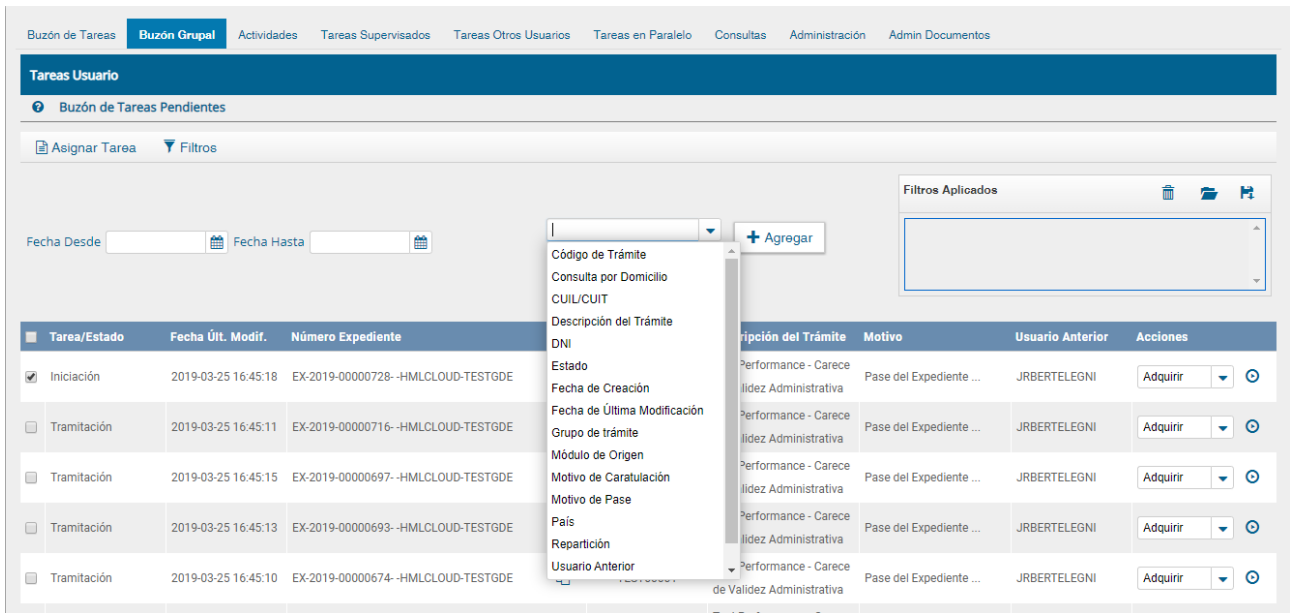 Buzón de Tareas Buzón Grupal Actividades Tareas Supervisados Tareas Otros Usuarios Tareas en Paralelo Consultas Administración Admin Documentos
Tareas Usuario
Buzón de Tareas Pendientes
Asignar Tarea Filtros
Filtros Aplicados
Fecha Desde Fecha Hasta Agregar
Código de Trámite
Consulta por Domicilio
CUIL/CUIT
Descripción del Trámite
DNI
Estado
Fecha de Creación
Fecha de Última Modificación
Grupo de trámite
Módulo de Origen
Motivo de Caratulación
Motivo de Pase
País
Repartición
Usuario Anterior
Tarea/Estado Fecha Últ. Modif. Número Expediente ripción del Trámite Motivo Usuario Anterior Acciones
Performance - Carece
Iniciación 2019-03-25 16:45:18 EX-2019-00000728- -HMLCLOUD-TESTGDE Pase del Expediente ... JRBERTELEGNI Adquirir
lidez Administrativa
Performance - Carece
Tramitación 2019-03-25 16:45:11 EX-2019-00000716- -HMLCLOUD-TESTGDE Pase del Expediente ... JRBERTELEGNI Adquirir
lidez Administrativa
Performance - Carece
Tramitación 2019-03-25 16:45:15 EX-2019-00000697- -HMLCLOUD-TESTGDE Pase del Expediente ... JRBERTELEGNI Adquirir
lidez Administrativa
Performance - Carece
Tramitación 2019-03-25 16:45:13 EX-2019-00000693- -HMLCLOUD-TESTGDE Pase del Expediente ... JRBERTELEGNI Adquirir
lidez Administrativa
Performance - Carece
Tramitación 2019-03-25 16:45:10 EX-2019-00000674- -HMLCLOUD-TESTGDE Pase del Expediente ... JRBERTELEGNI Adquirir
de Validez Administrativa